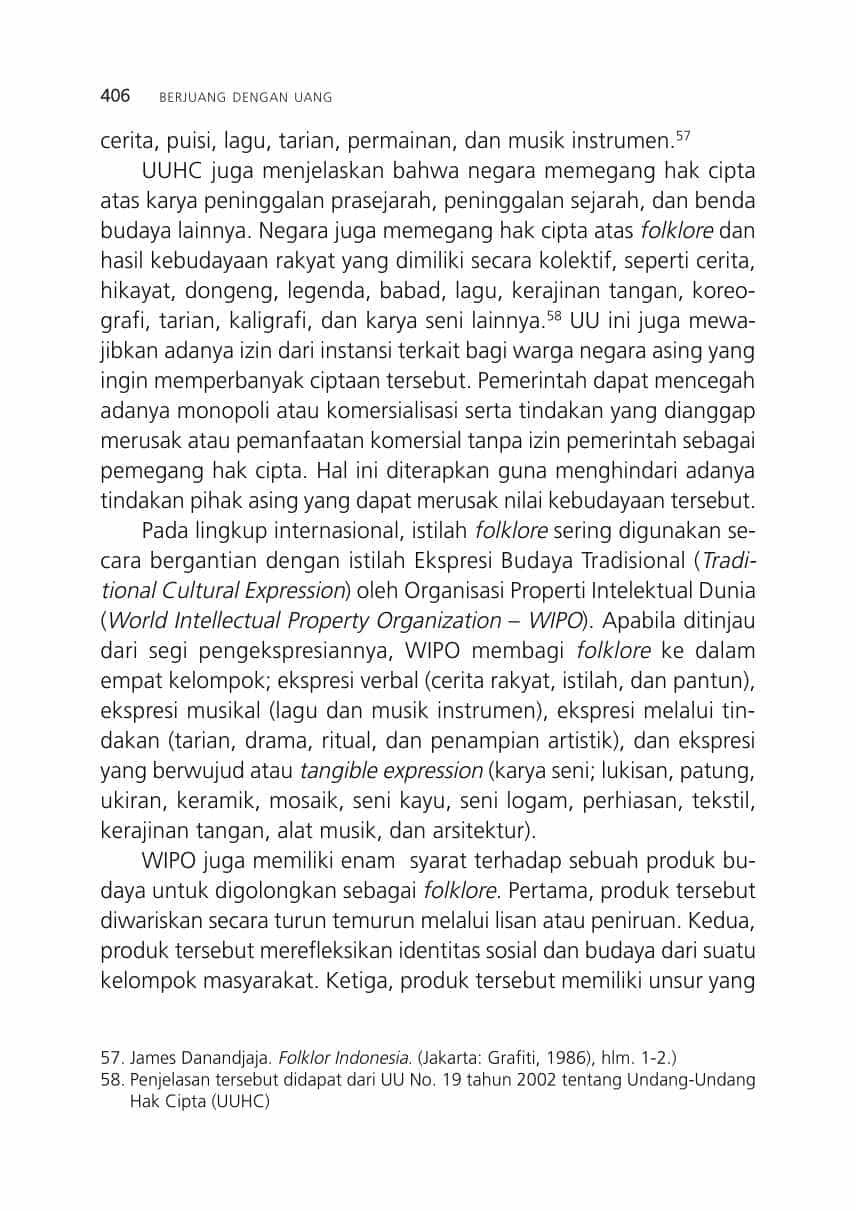 406 BERJUANG DENGAN UANG
cerita, puisi, lagu, tarian, permainan, dan musik instrumen.57
UUHC juga menjelaskan bahwa negara memegang hak cipta
atas karya peninggalan prasejarah, peninggalan sejarah, dan benda
budaya lainnya. Negara juga memegang hak cipta atas folklore dan
hasil kebudayaan rakyat yang dimiliki secara kolektif, seperti cerita,
hikayat, dongeng, legenda, babad, lagu, kerajinan tangan, koreo-
grafi, tarian, kaligrafi, dan karya seni lainnya.58 UU ini juga mewa-
jibkan adanya izin dari instansi terkait bagi warga negara asing yang
ingin memperbanyak ciptaan tersebut. Pemerintah dapat mencegah
adanya monopoli atau komersialisasi serta tindakan yang dianggap
merusak atau pemanfaatan komersial tanpa izin pemerintah sebagai
pemegang hak cipta. Hal ini diterapkan guna menghindari adanya
tindakan pihak asing yang dapat merusak nilai kebudayaan tersebut.
Pada lingkup internasional, istilah folklore sering digunakan se-
cara bergantian dengan istilah Ekspresi Budaya Tradisional (Tradi-
tional Cultural Expression) oleh Organisasi Properti Intelektual Dunia
(World Intellectual Property Organization – WIPO). Apabila ditinjau
dari segi pengekspresiannya, WIPO membagi folklore ke dalam
empat kelompok; ekspresi verbal (cerita rakyat, istilah, dan pantun),
ekspresi musikal (lagu dan musik instrumen), ekspresi melalui tin-
dakan (tarian, drama, ritual, dan penampian artistik), dan ekspresi
yang berwujud atau tangible expression (karya seni; lukisan, patung,
ukiran, keramik, mosaik, seni kayu, seni logam, perhiasan, tekstil,
kerajinan tangan, alat musik, dan arsitektur).
WIPO juga memiliki enam syarat terhadap sebuah produk bu-
daya untuk digolongkan sebagai folklore. Pertama, produk tersebut
diwariskan secara turun temurun melalui lisan atau peniruan. Kedua,
produk tersebut merefleksikan identitas sosial dan budaya dari suatu
kelompok masyarakat. Ketiga, produk tersebut memiliki unsur yang
57. James Danandjaja. Folklor Indonesia. (Jakarta: Grafiti, 1986), hlm. 1-2.)
58. Penjelasan tersebut didapat dari UU No. 19 tahun 2002 tentang Undang-Undang
Hak Cipta (UUHC)